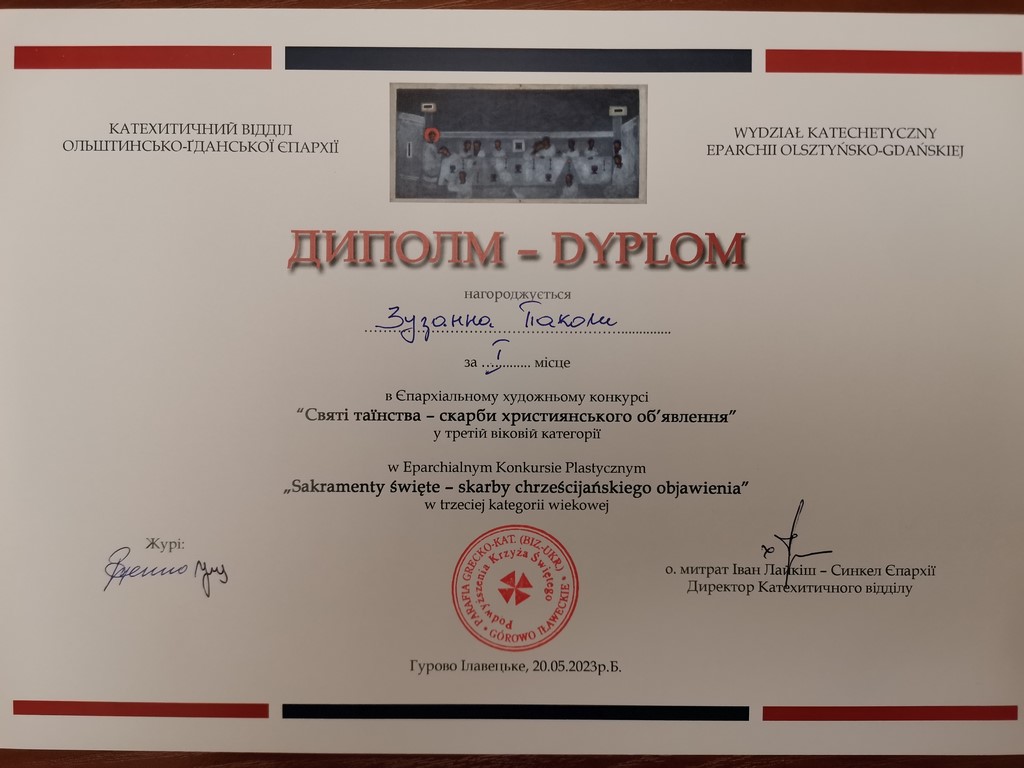 КАТЕХИТИЧНИЙ ВІДДІЛ
ОЛЬШТИНСЬКО-ҐДАНСЬКОЇ ЄПАРХІЇ
WYDZIAŁ KATECHETYCZNY
EPARCHII OLSZTYŃSKO-GDAŃSKIEJ
ДИПОЛМ – DYPLOM
нагороджується
Зузанна Паколи
за I місце
в Єпархіальному художньому конкурсі
“Святі таїнства – скарби християнського об’явлення”
у третій віковій категорії
w Eparchialnym Konkursie Plastycznym
„Sakramenty święte – skarby chrześcijańskiego objawienia”
w trzeciej kategorii wiekowej
Журі:
о. митрат Іван Лайкіш – Синкел Єпархії
Директор Катехитичного відділу
PARAFIA GRECKO-KAT. (BIZ-UKR.)
Podwyższenia Krzyża Świętego
• GÓROWO IŁAWECKIE •
Гурово Ілавецьке, 20.05.2023р.Б.